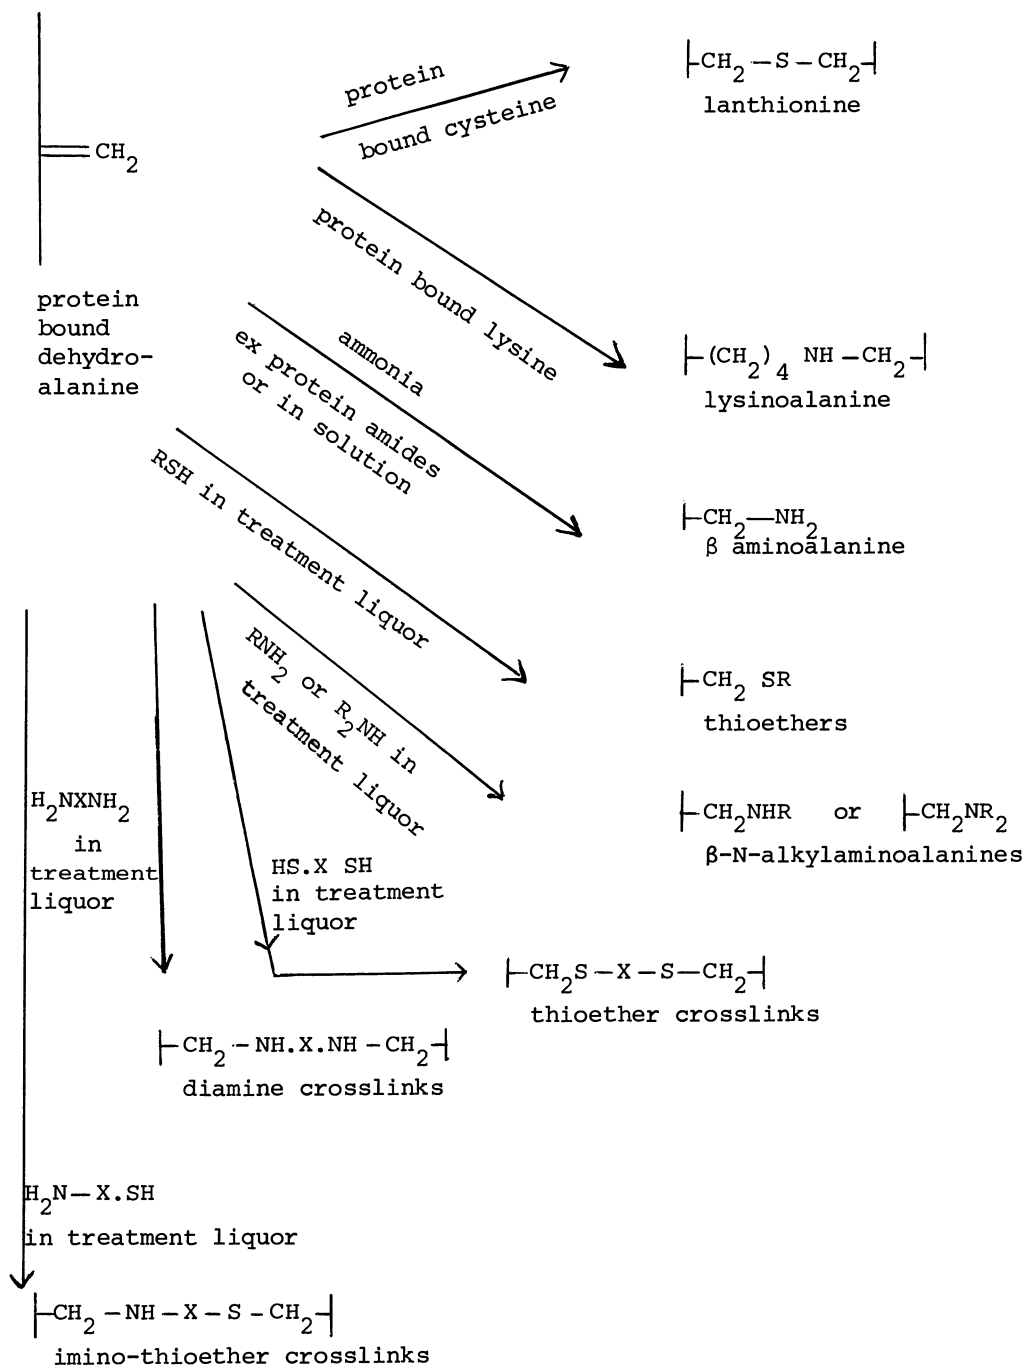 protein
bound cysteine
├CH₂—S—CH₂┤
lanthionine
═CH₂
protein bound lysine
protein
bound
dehydro-
alanine
ammonia
ex protein amides
or in solution
├(CH₂)₄ NH—CH₂┤
lysinoalanine
RSH in treatment liquor
├CH₂—NH₂
β aminoalanine
RNH₂ or R₂NH in
treatment liquor
├CH₂ SR
thioethers
H₂NXNH₂
in
treatment
liquor
├CH₂NHR or ├CH₂NR₂
β-N-alkylaminoalanines
HS.X SH
in treatment
liquor
├CH₂S—X—S—CH₂┤
thioether crosslinks
├CH₂—NH.X.NH—CH₂┤
diamine crosslinks
H₂N—X.SH
in treatment liquor
├CH₂—NH—X—S—CH₂┤
imino-thioether crosslinks